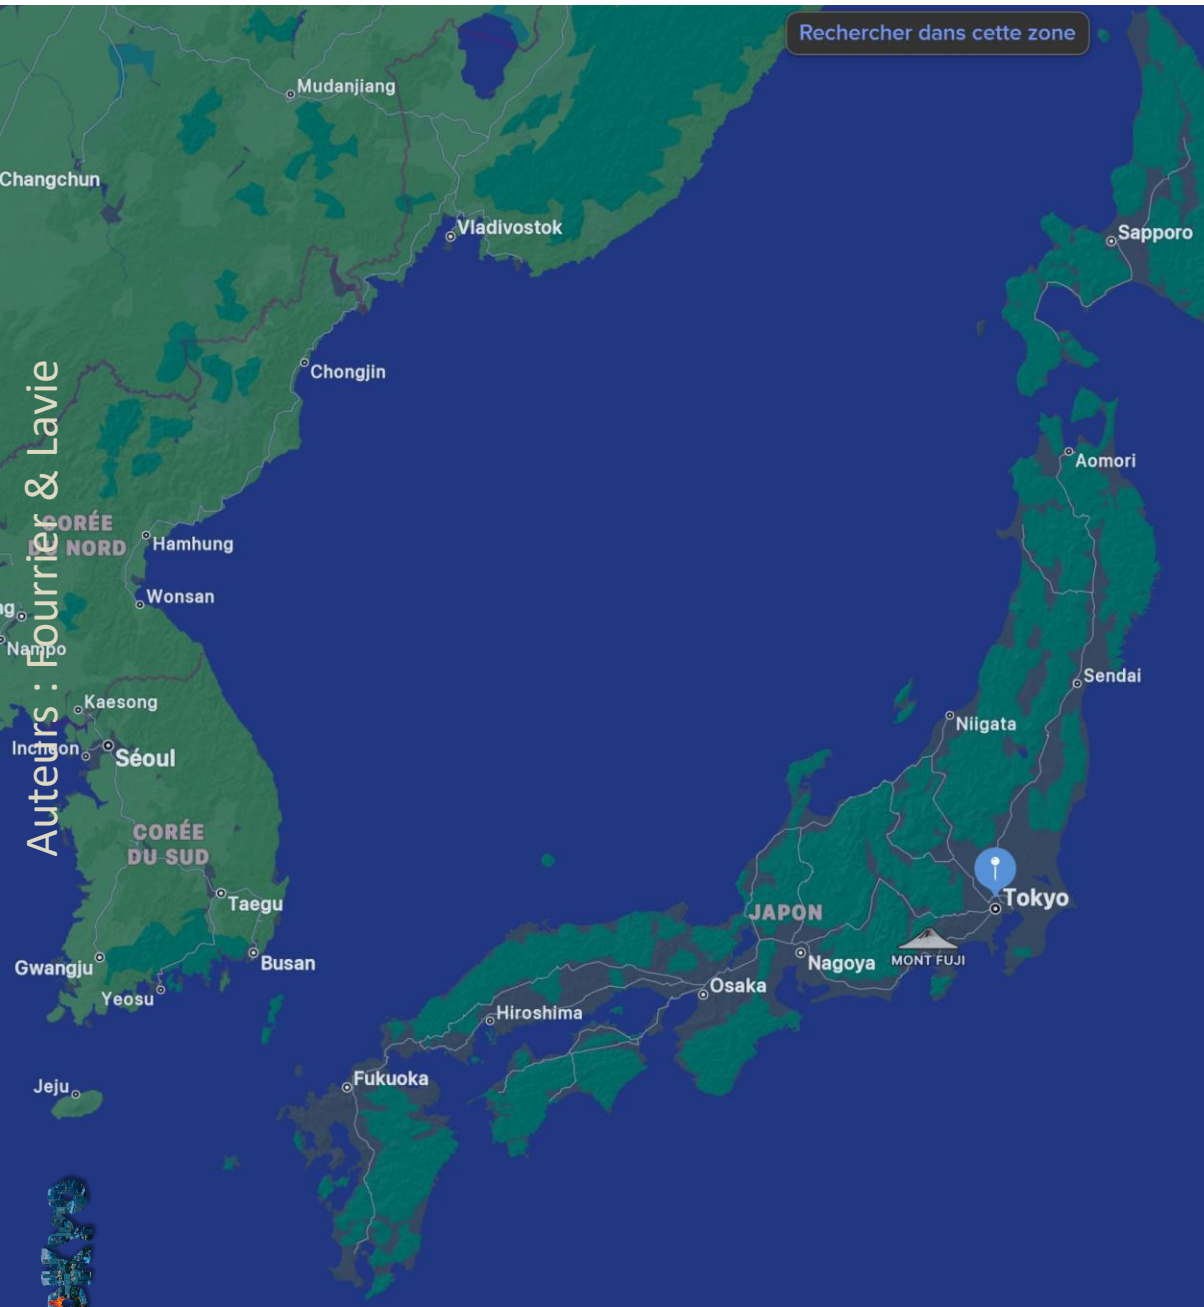 Rechercher dans cette zone
Mudanjiang
Changchun
Vladivostok
Sapporo
Chongjin
Aomori
CORÉE
DU NORD
Hamhung
Wonsan
Nampo
Sendai
Kaesong
Niigata
Incheon
Séoul
CORÉE
DU SUD
Taegu
Tokyo
JAPON
MONT FUJI
Gwangju
Busan
Nagoya
Yeosu
Osaka
Hiroshima
Jeju
Fukuoka
Auteurs : Fourrier & Lavie